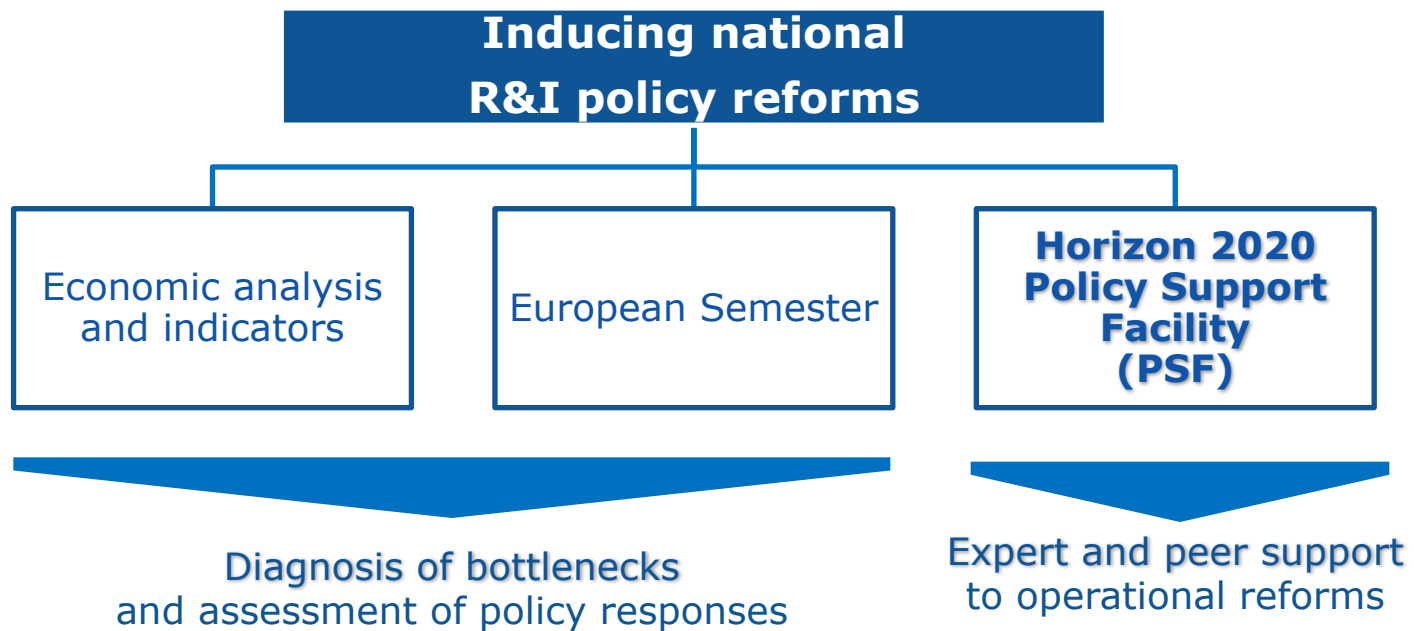 Inducing national
R&I policy reforms
Economic analysis
and indicators
European Semester
Horizon 2020
Policy Support
Facility
(PSF)
Diagnosis of bottlenecks
and assessment of policy responses
Expert and peer support
to operational reforms